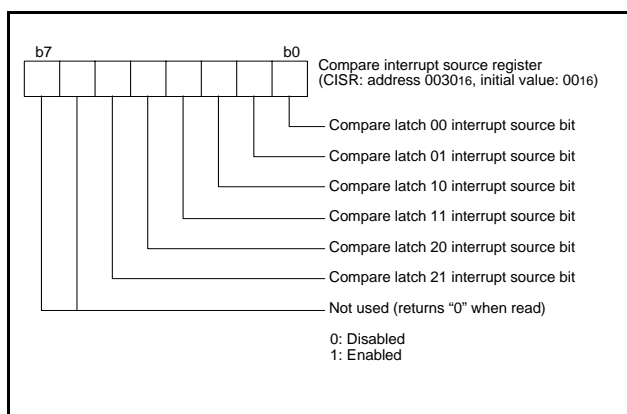 b7
b0
Compare interrupt source register
(CISR: address 003016, initial value: 0016)
Compare latch 00 interrupt source bit
Compare latch 01 interrupt source bit
Compare latch 10 interrupt source bit
Compare latch 11 interrupt source bit
Compare latch 20 interrupt source bit
Compare latch 21 interrupt source bit
Not used (returns “0” when read)
0: Disabled
1: Enabled